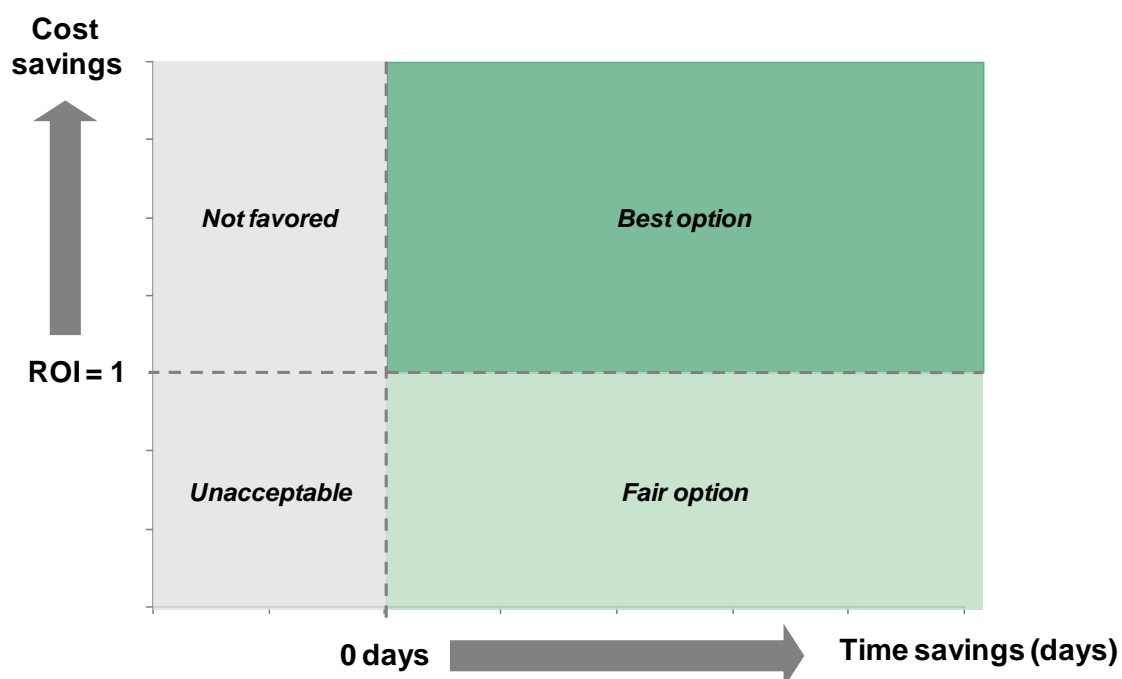 Cost
savings
Not favored
Best option
ROI = 1
Unacceptable
Fair option
0 days
Time savings (days)